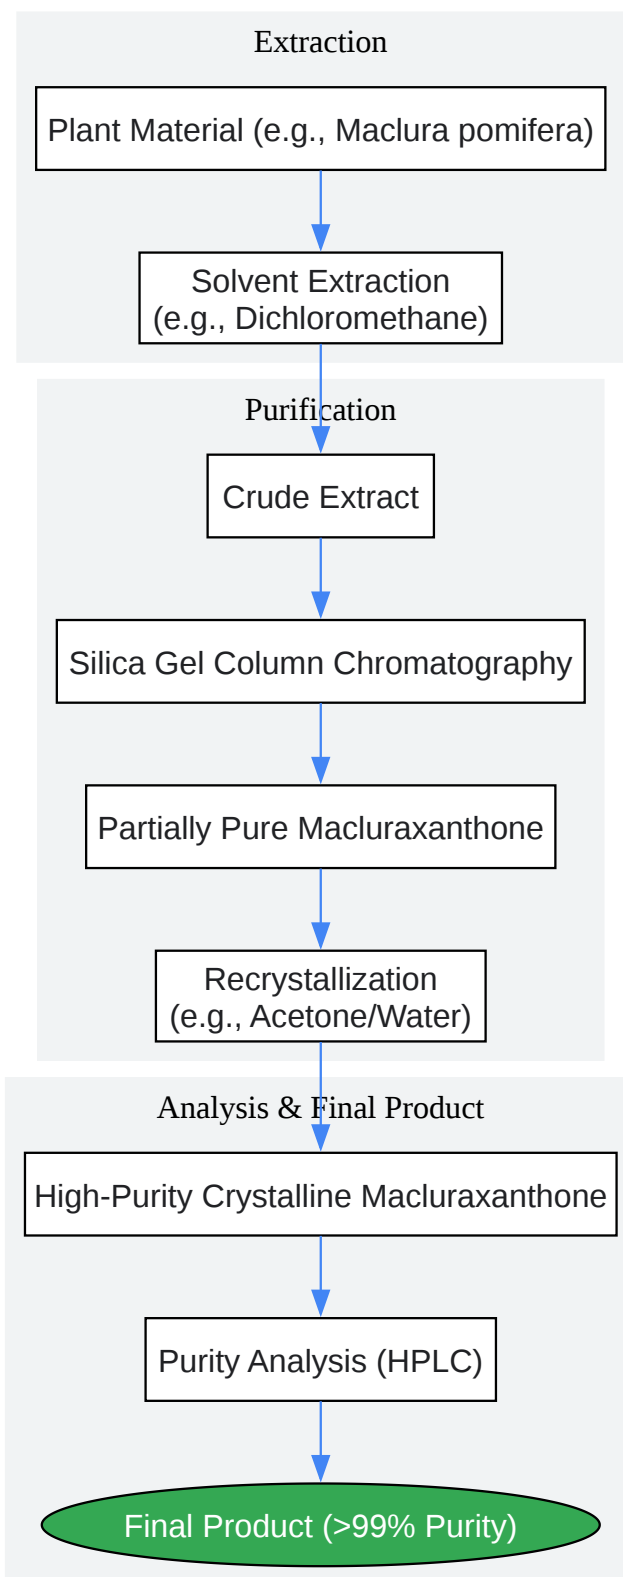 Extraction
Plant Material (e.g., Maclura pomifera)
Solvent Extraction
(e.g., Dichloromethane)
Purification
Crude Extract
Silica Gel Column Chromatography
Partially Pure Macluraxanthone
Recrystallization
(e.g., Acetone/Water)
Analysis & Final Product
High-Purity Crystalline Macluraxanthone
Purity Analysis (HPLC)
Final Product (>99% Purity)